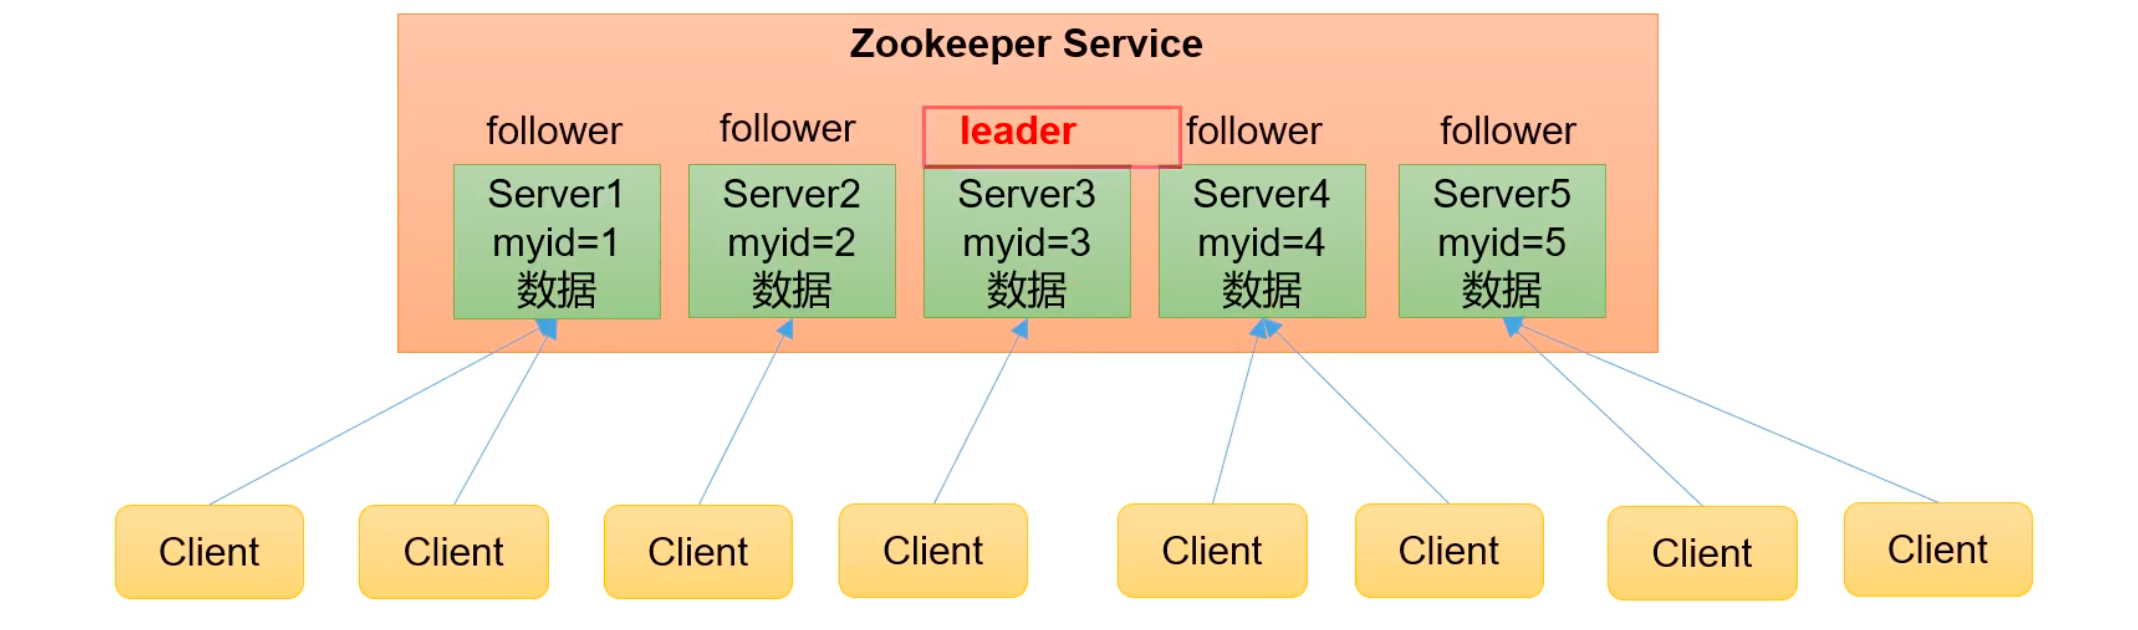 Zookeeper Service
follower
follower
leader
follower
follower
Server1
myid=1
数据
Server2
myid=2
数据
Server3
myid=3
数据
Server4
myid=4
数据
Server5
myid=5
数据
Client
Client
Client
Client
Client
Client
Client
Client